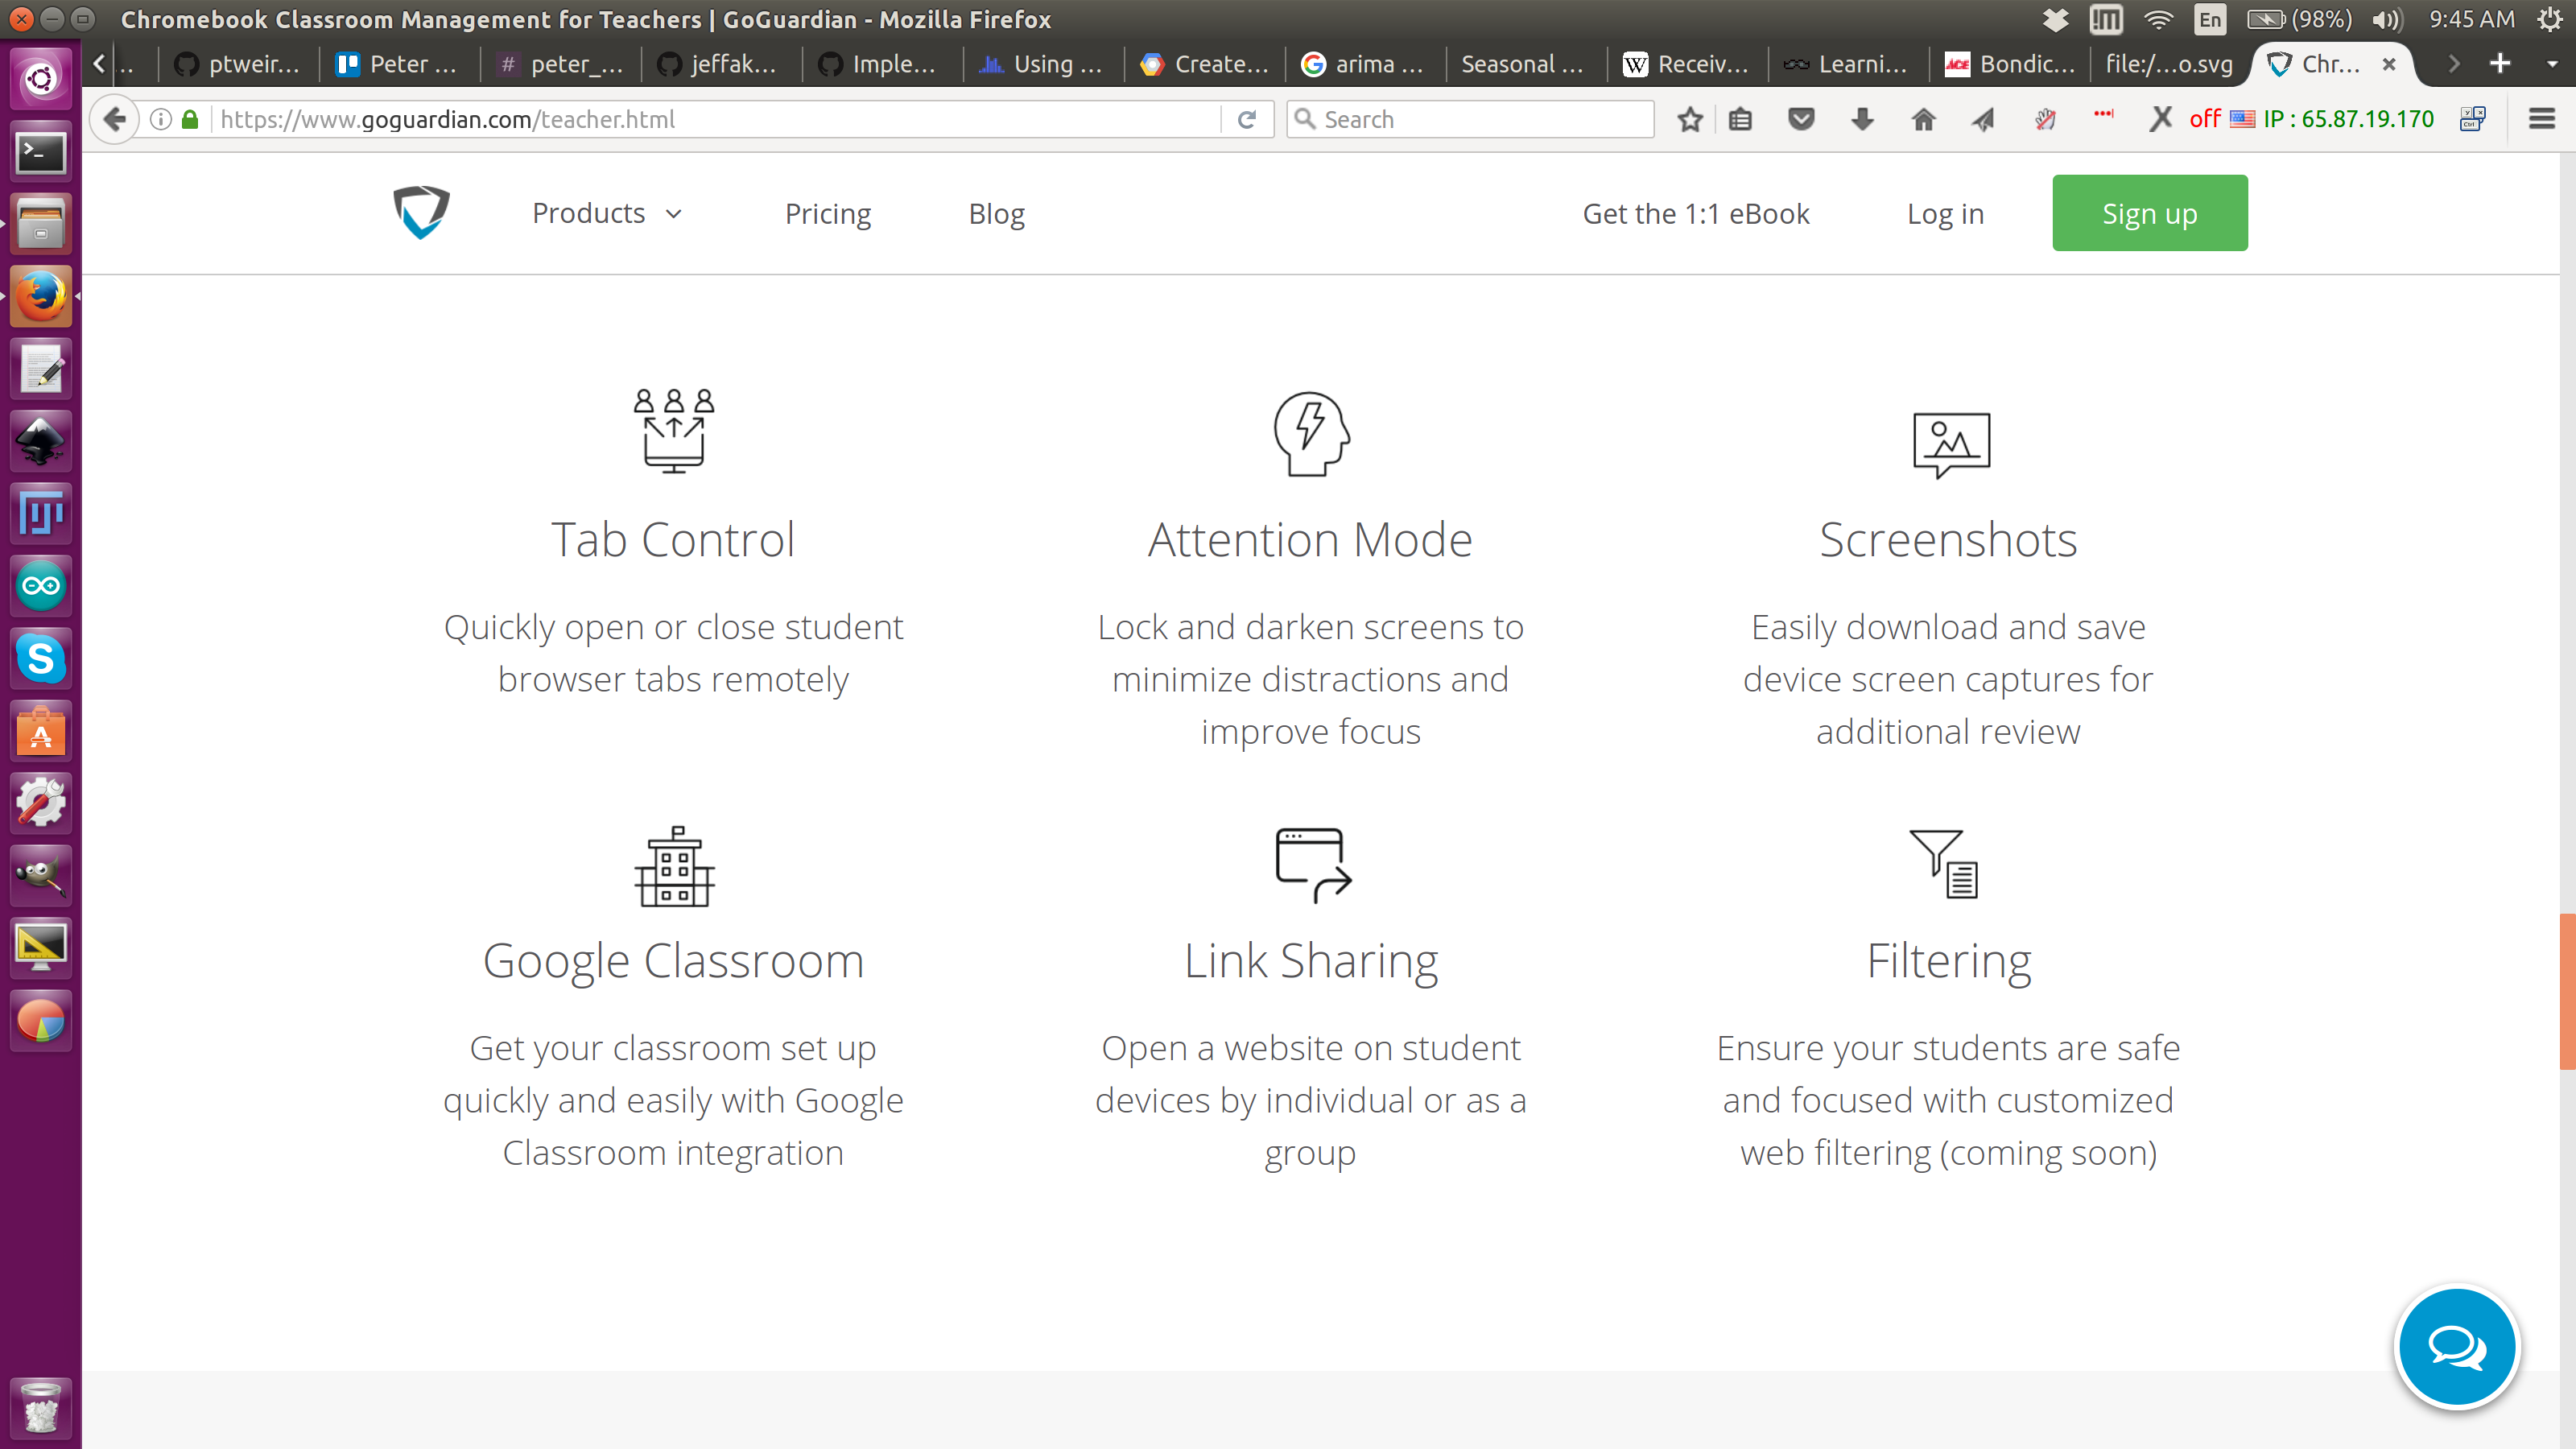 Chromebook Classroom Management for Teachers | GoGuardian - Mozilla Firefox
En (98%) 9:45 AM
... ptweir... Peter ... # peter_... jeffak... Imple... Using ... Create... G arima ... Seasonal ... W Receiv... Learni... ACE Bondic... file:/...o.svg Chr...
https://www.goguardian.com/teacher.html Search off IP : 65.87.19.170
Products Pricing Blog Get the 1:1 eBook Log in Sign up
Tab Control
Quickly open or close student
browser tabs remotely
Attention Mode
Lock and darken screens to
minimize distractions and
improve focus
Screenshots
Easily download and save
device screen captures for
additional review
Google Classroom
Get your classroom set up
quickly and easily with Google
Classroom integration
Link Sharing
Open a website on student
devices by individual or as a
group
Filtering
Ensure your students are safe
and focused with customized
web filtering (coming soon)